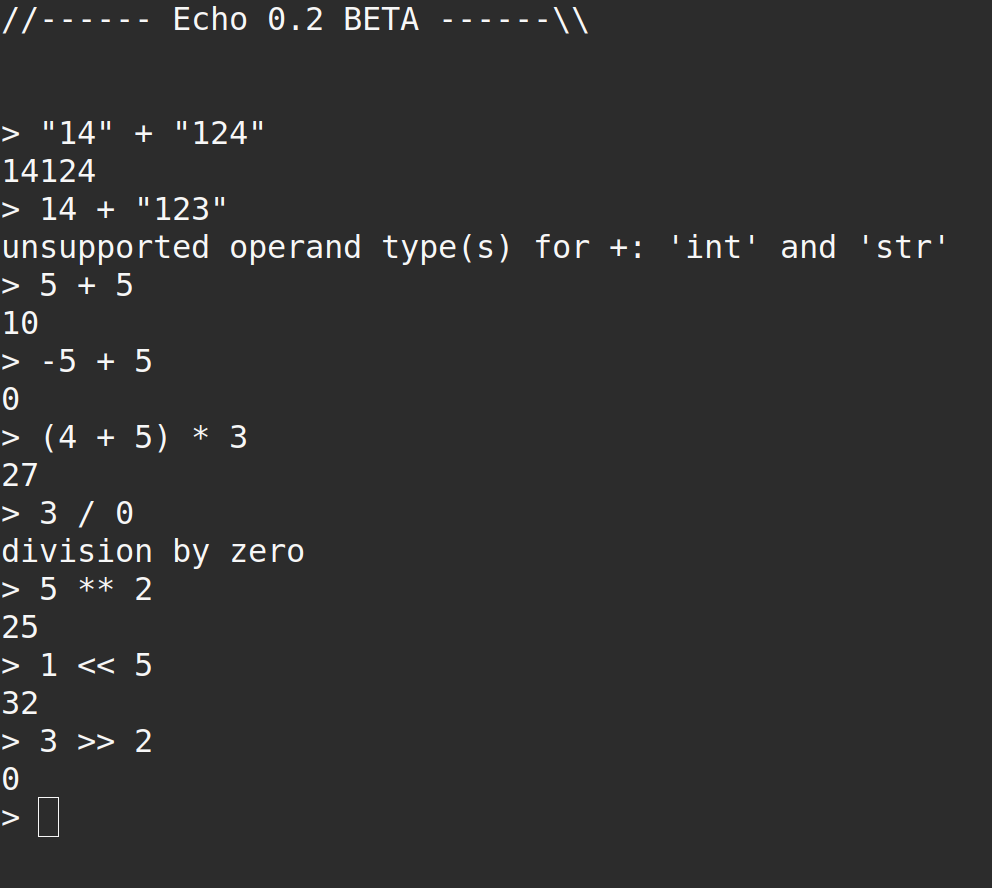 //------ Echo 0.2 BETA ------\\
> "14" + "124"
14124
> 14 + "123"
unsupported operand type(s) for +: 'int' and 'str'
> 5 + 5
10
> -5 + 5
0
> (4 + 5) * 3
27
> 3 / 0
division by zero
> 5 ** 2
25
> 1 << 5
32
> 3 >> 2
0
>